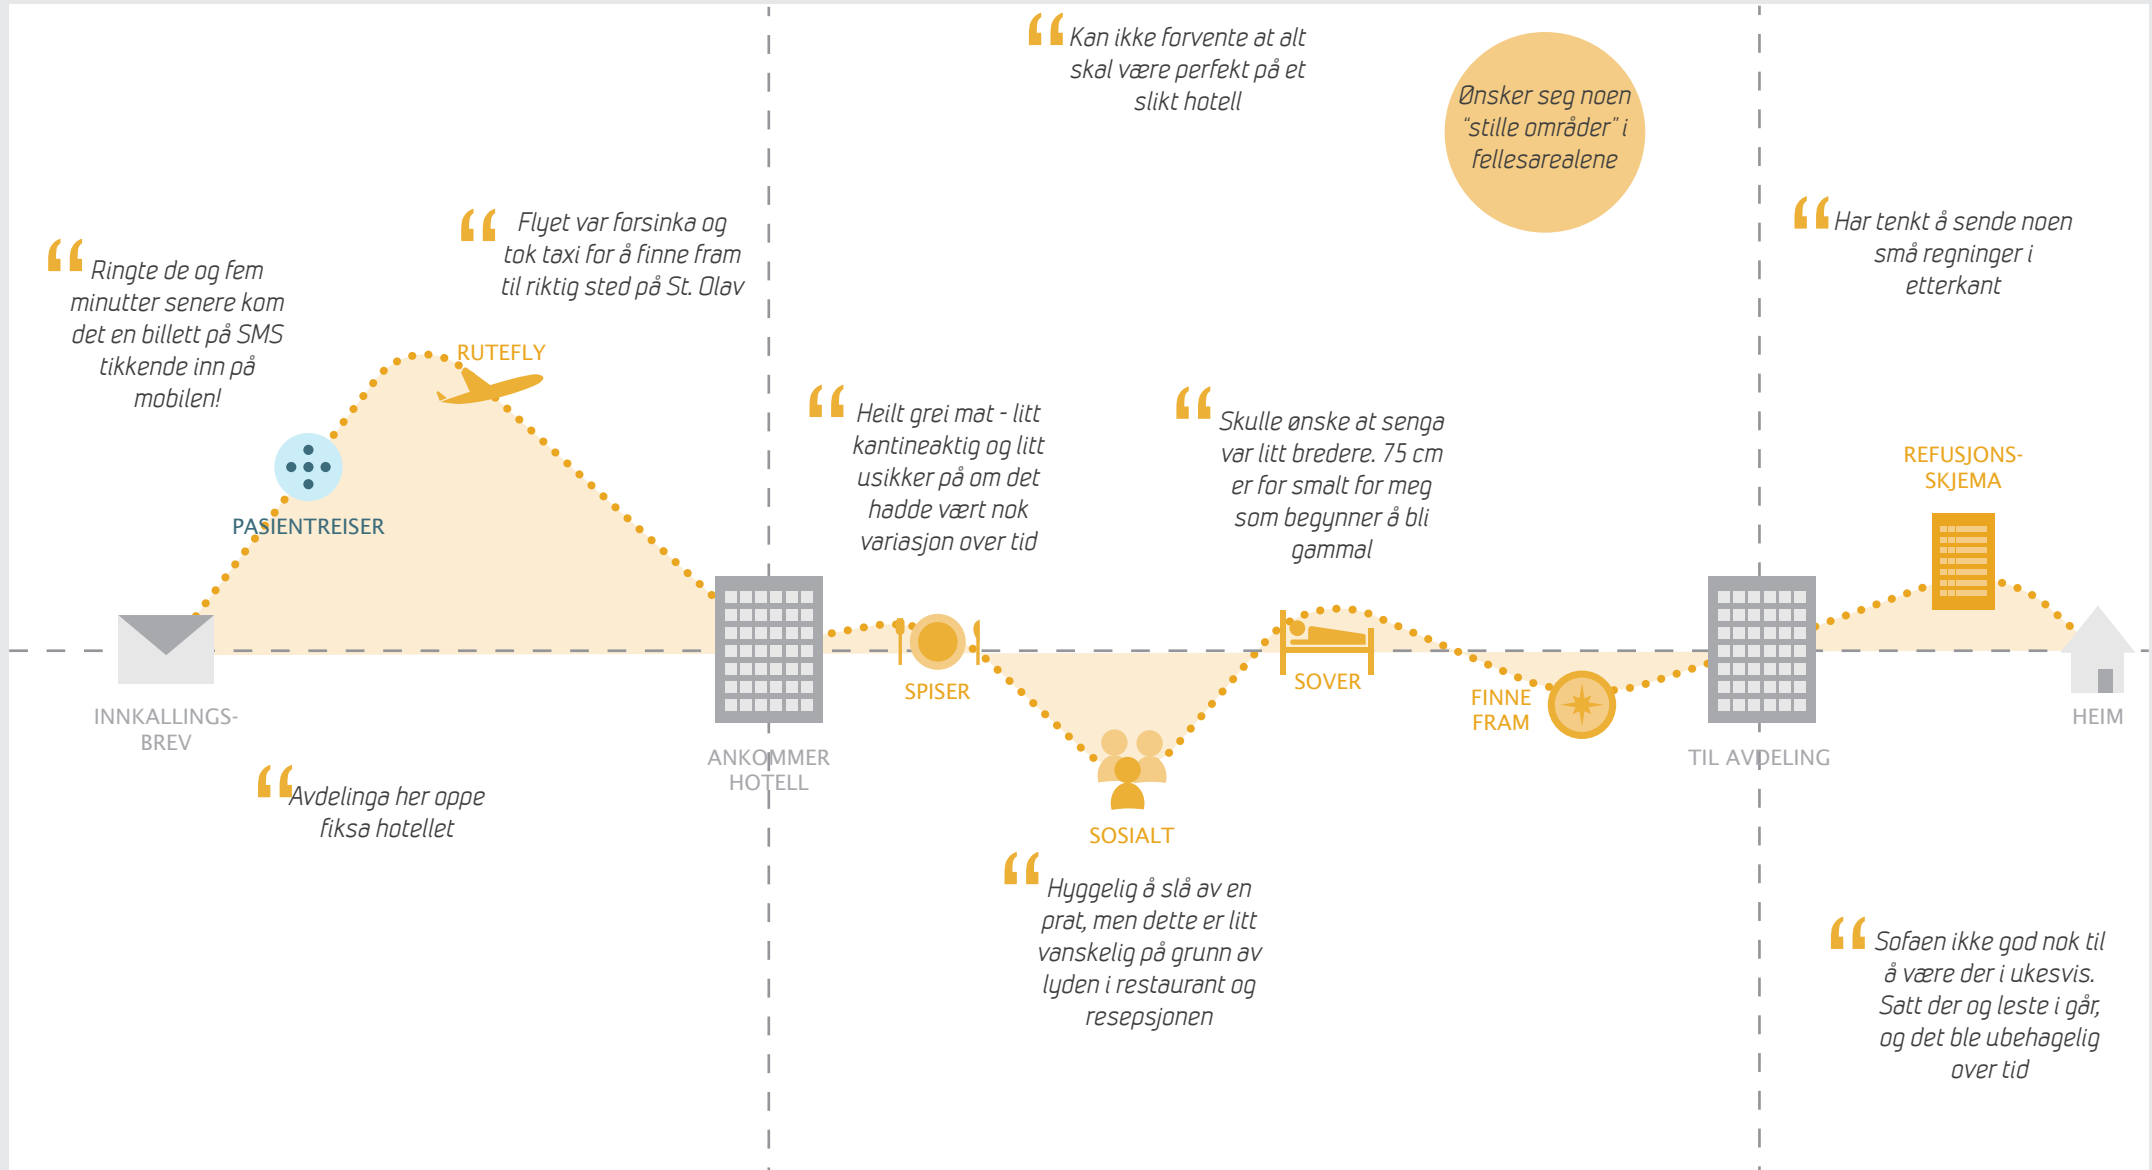 Kan ikke forvente at alt
skal være perfekt på et
slikt hotell
Ønsker seg noen
“stille områder” i
fellesarealene
Flyet var forsinka og
tok taxi for å finne fram
til riktig sted på St. Olav
Har tenkt å sende noen
små regninger i
etterkant
Ringte de og fem
minutter senere kom
det en billett på SMS
tikkende inn på
mobilen!
RUTEFLY
PASIENTREISER
Heilt grei mat - litt
kantineaktig og litt
usikker på om det
hadde vært nok
variasjon over tid
Skulle ønske at senga
var litt bredere. 75 cm
er for smalt for meg
som begynner å bli
gammal
REFUSJONS-
SKJEMA
INNKALLINGS-
BREV
ANKOMMER
HOTELL
SPISER
SOSIALT
SOVER
FINNE
FRAM
TIL AVDELING
HEIM
“Avdelinga her oppe
fiksa hotellet
Hyggelig å slå av en
prat, men dette er litt
vanskelig på grunn av
lyden i restaurant og
resepsjonen
Sofaen ikke god nok til
å være der i ukesvis.
Satt der og leste i går,
og det ble ubehagelig
over tid